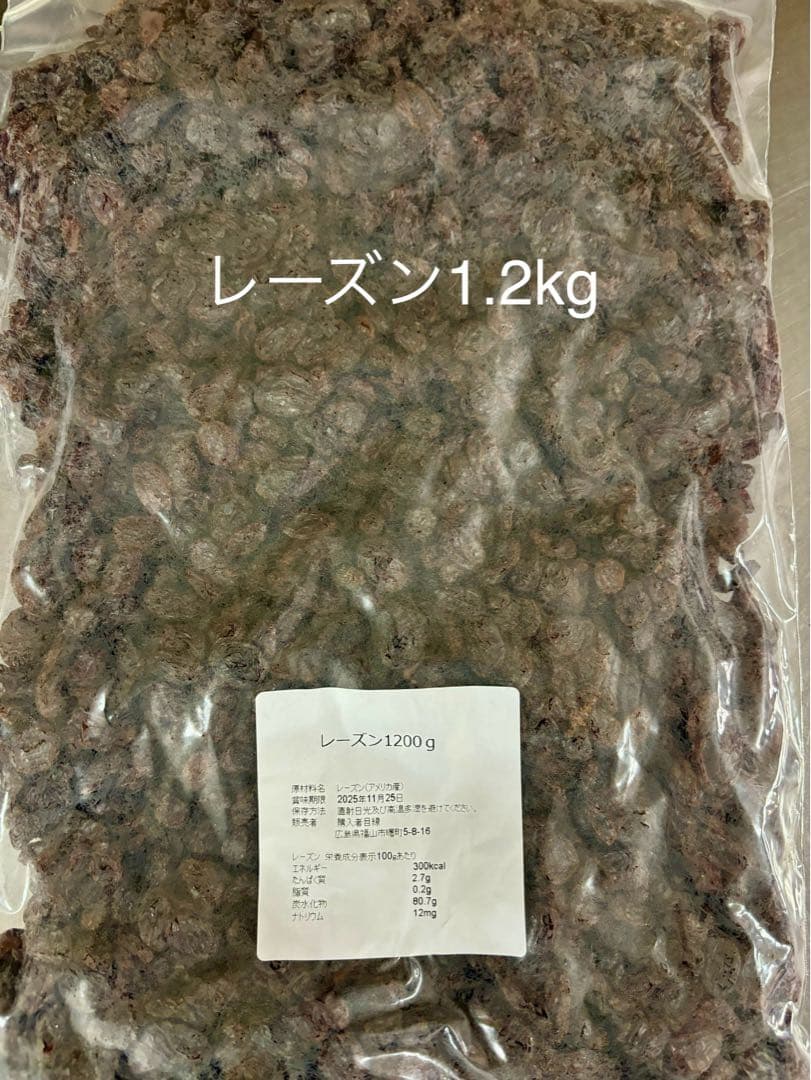 レーズン1.2kg
レーズン1200g
原材料名 レーズン(アメリカ産)
賞味期限 2025年11月25日
保存方法 直射日光及び高温多湿を避けてください。
販売者 購入者目線
広島県福山市曙町5-8-16
レーズン 栄養成分表示100gあたり
エネルギー 300kcal
たんぱく質 2.7g
脂質 0.2g
炭水化物 80.7g
ナトリウム 12mg